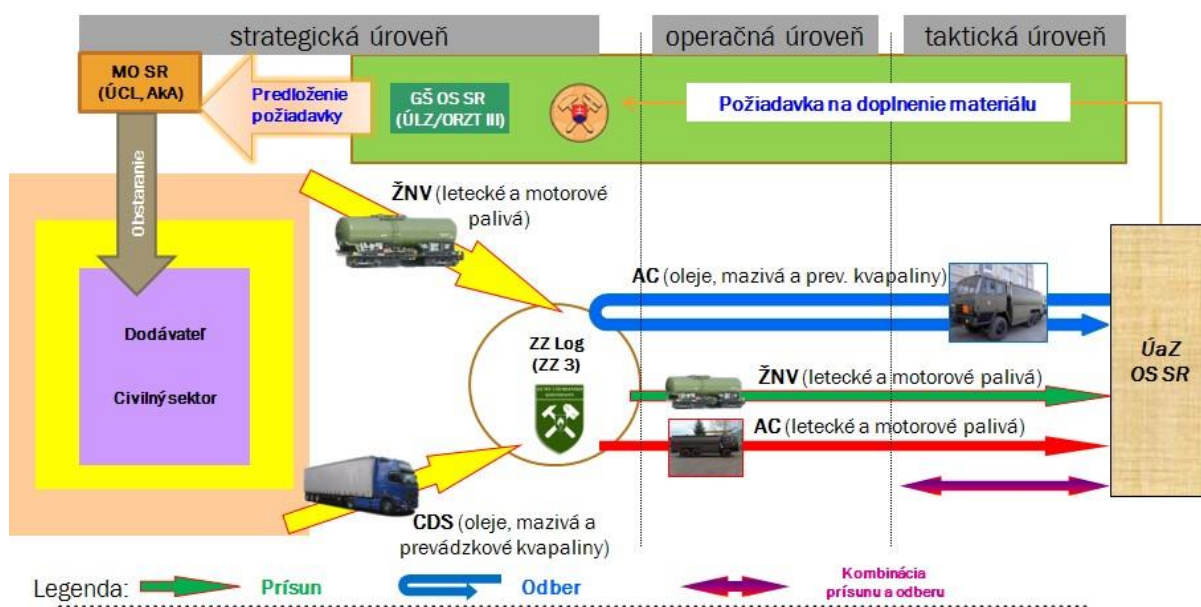 strategická úroveň
operačná úroveň
taktická úroveň
MO SR
(ÚCL, AkA)
Predloženie
požiadavky
GŠ OS SR
(ÚLZ/ORZT III)
Požiadavka na doplnenie materiálu
Obstaranie
ŽNV (letecké a motorové
palivá)
AC (oleje, mazivá a prev. kvapaliny)
Dodávateľ
Civilný sektor
ZZ Log
(ZZ 3)
ŽNV (letecké a motorové palivá)
AC (letecké a motorové palivá)
ÚaZ
OS SR
CDS (oleje, mazivá a
prevádzkové kvapaliny)
Legenda:
Prísun
Odber
Kombinácia
prísunu a odberu